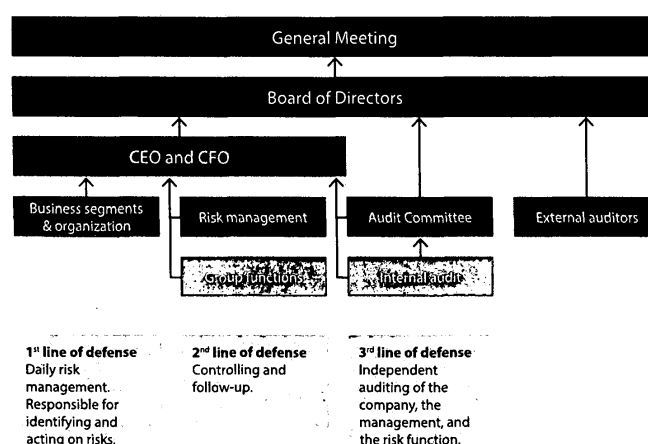 General Meeting
Board of Directors
CEO and CFO
Business segments
& organization
Risk management
Audit Committee
External auditors
Group functions
Internal audit
1st line of defense
Daily risk
management.
Responsible for
identifying and
acting on risks.
2nd line of defense
Controlling and
follow-up.
3rd line of defense
Independent
auditing of the
company, the
management, and
the risk function.